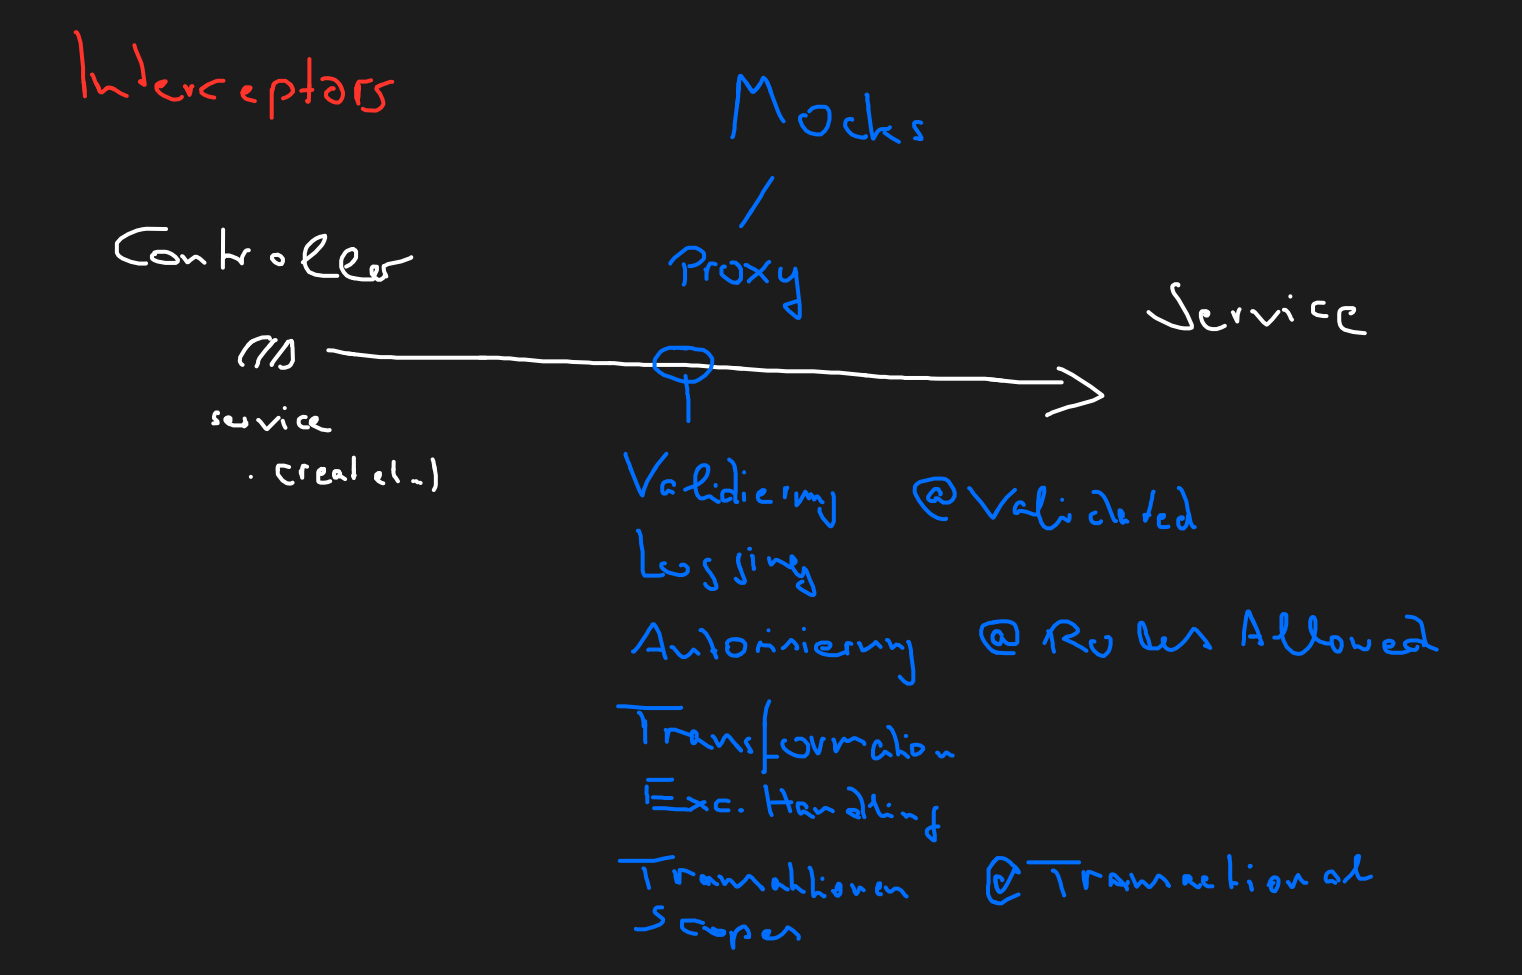 Interceptors
Mocks
Proxy
Controller
Service
service
.create(...)
Validierung @Validated
Logging
Autorisierung @RolesAllowed
Transformation
Exc. Handling
Transaktionen @Transactional
Scopes